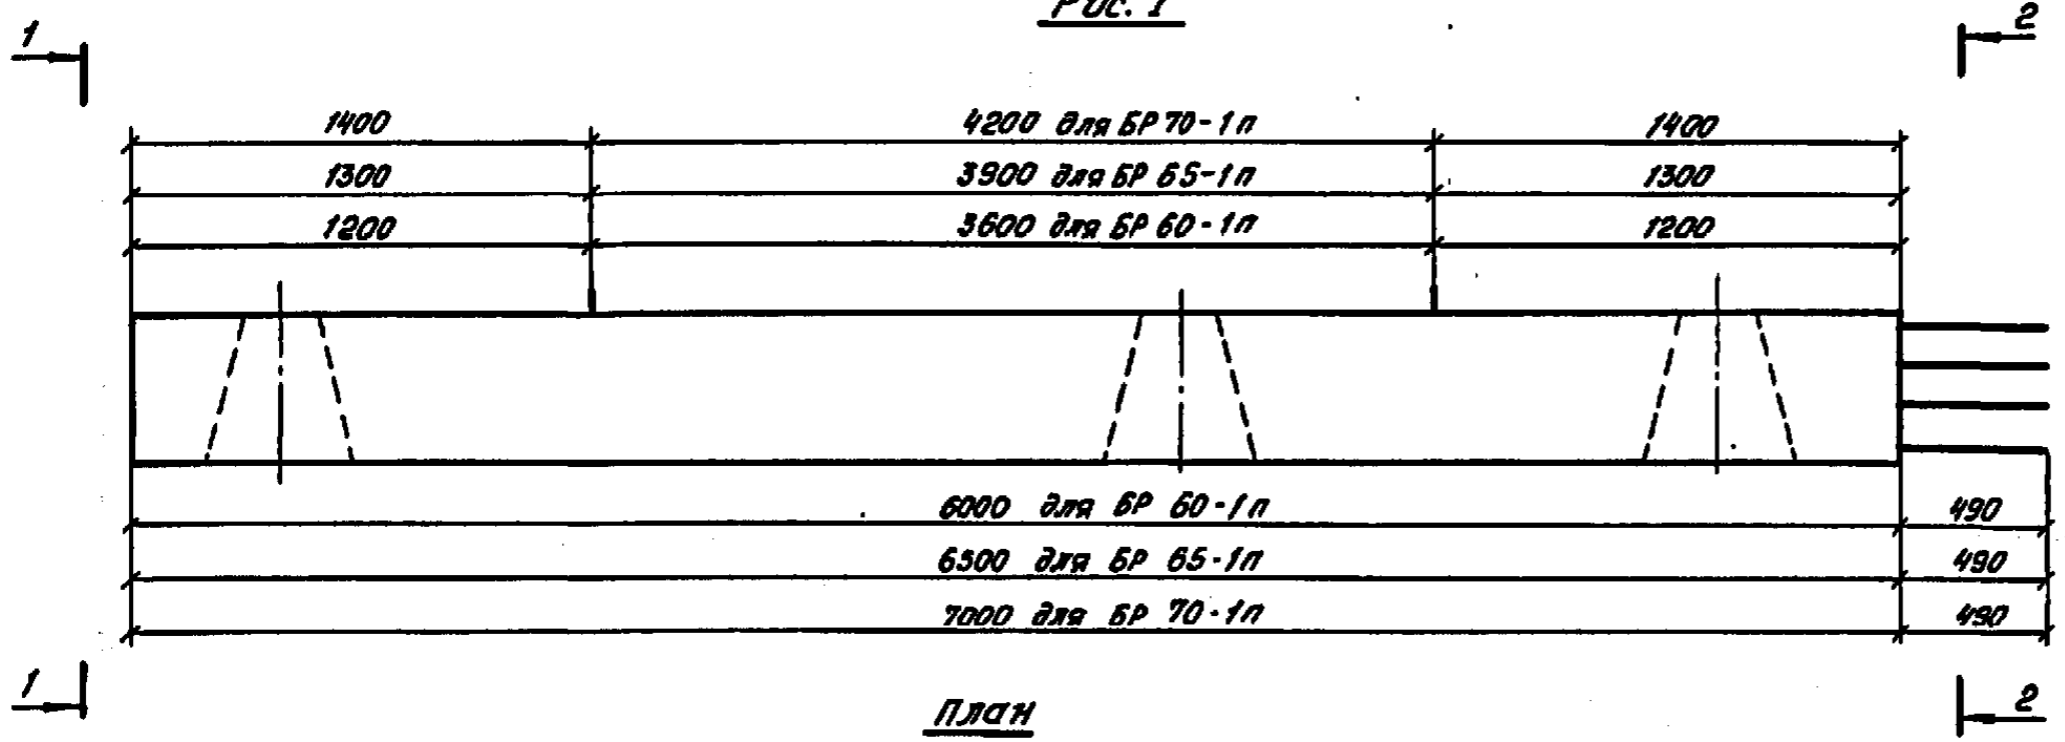 Рис. 1
1 2
1400 4200 для БР 70-1п 1400
1300 3900 для БР 65-1п 1300
1200 3600 для БР 60-1п 1200
6000 для БР 60-1п 490
6500 для БР 65-1п 490
7000 для БР 70-1п 490
1 2
План